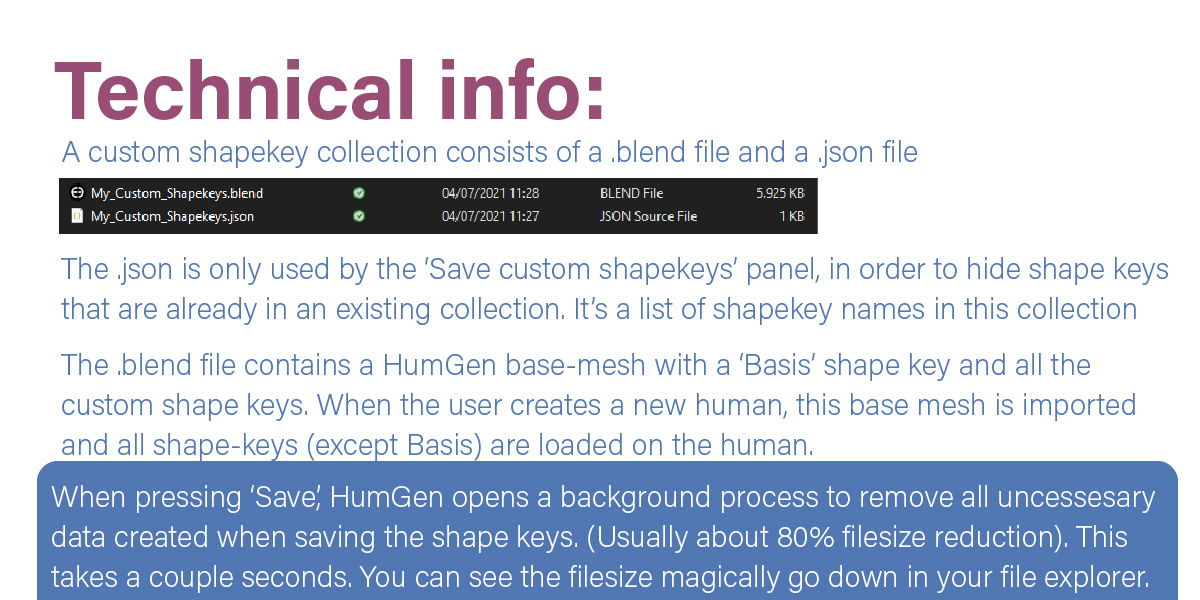 Technical info:
A custom shapekey collection consists of a .blend file and a .json file
My_Custom_Shapekeys.blend 04/07/2021 11:28 BLEND File 5.925 KB
My_Custom_Shapekeys.json 04/07/2021 11:27 JSON Source File 1 KB
The .json is only used by the ‘Save custom shapekeys’ panel, in order to hide shape keys
that are already in an existing collection. It’s a list of shapekey names in this collection
The .blend file contains a HumGen base-mesh with a ‘Basis’ shape key and all the
custom shape keys. When the user creates a new human, this base mesh is imported
and all shape-keys (except Basis) are loaded on the human.
When pressing ‘Save’, HumGen opens a background process to remove all uncessesary
data created when saving the shape keys. (Usually about 80% filesize reduction). This
takes a couple seconds. You can see the filesize magically go down in your file explorer.